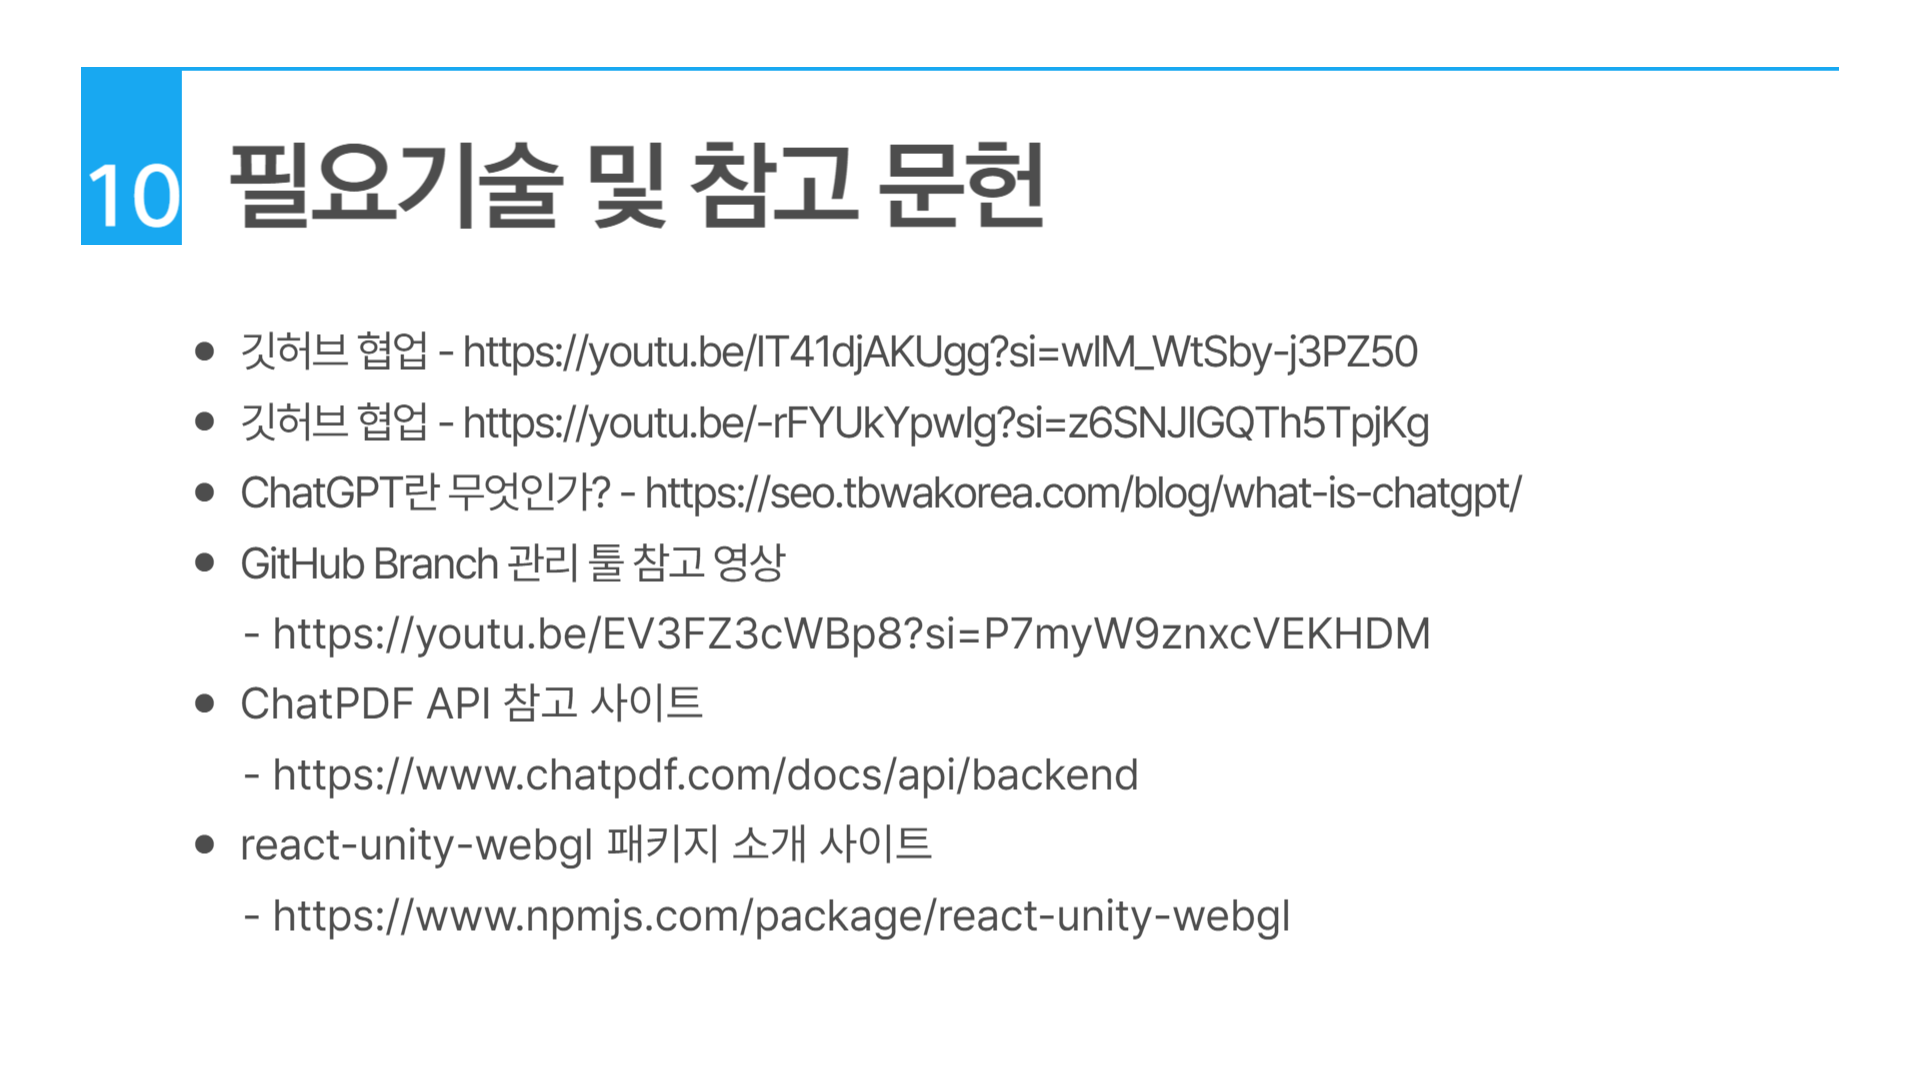 10 필요기술 및 참고 문헌
● 깃허브 협업 - https://youtu.be/IT41djAKUgg?si=wlM_WtSby-j3PZ50
● 깃허브 협업 - https://youtu.be/-rFYUkYpwIg?si=z6SNJIGQTh5TpjKg
● ChatGPT란 무엇인가? - https://seo.tbwakorea.com/blog/what-is-chatgpt/
● GitHub Branch 관리 툴 참고 영상
- https://youtu.be/EV3FZ3cWBp8?si=P7myW9znxcVEKHDM
● ChatPDF API 참고 사이트
- https://www.chatpdf.com/docs/api/backend
● react-unity-webgl 패키지 소개 사이트
- https://www.npmjs.com/package/react-unity-webgl